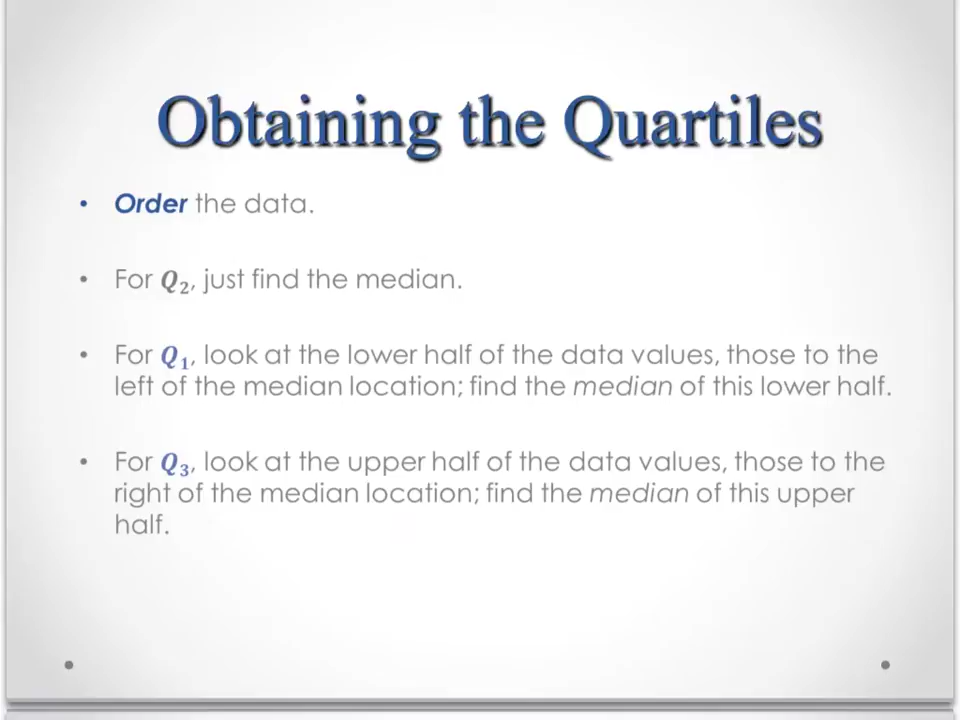 Obtaining the Quartiles
• Order the data.
• For Q₂, just find the median.
• For Q₁, look at the lower half of the data values, those to the
left of the median location; find the median of this lower half.
• For Q₃, look at the upper half of the data values, those to the
right of the median location; find the median of this upper
half.